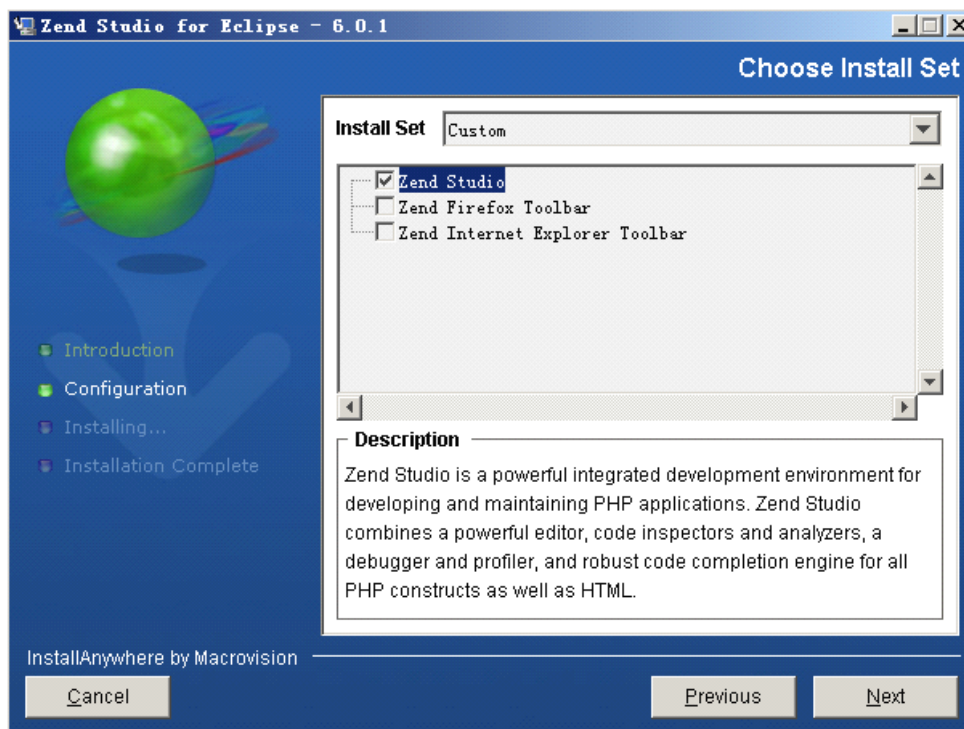 Zend Studio for Eclipse - 6.0.1
Choose Install Set
Install Set Custom
Zend Studio
Zend Firefox Toolbar
Zend Internet Explorer Toolbar
Introduction
Configuration
Installing...
Installation Complete
Description
Zend Studio is a powerful integrated development environment for
developing and maintaining PHP applications. Zend Studio
combines a powerful editor, code inspectors and analyzers, a
debugger and profiler, and robust code completion engine for all
PHP constructs as well as HTML.
InstallAnywhere by Macrovision
Cancel Previous Next